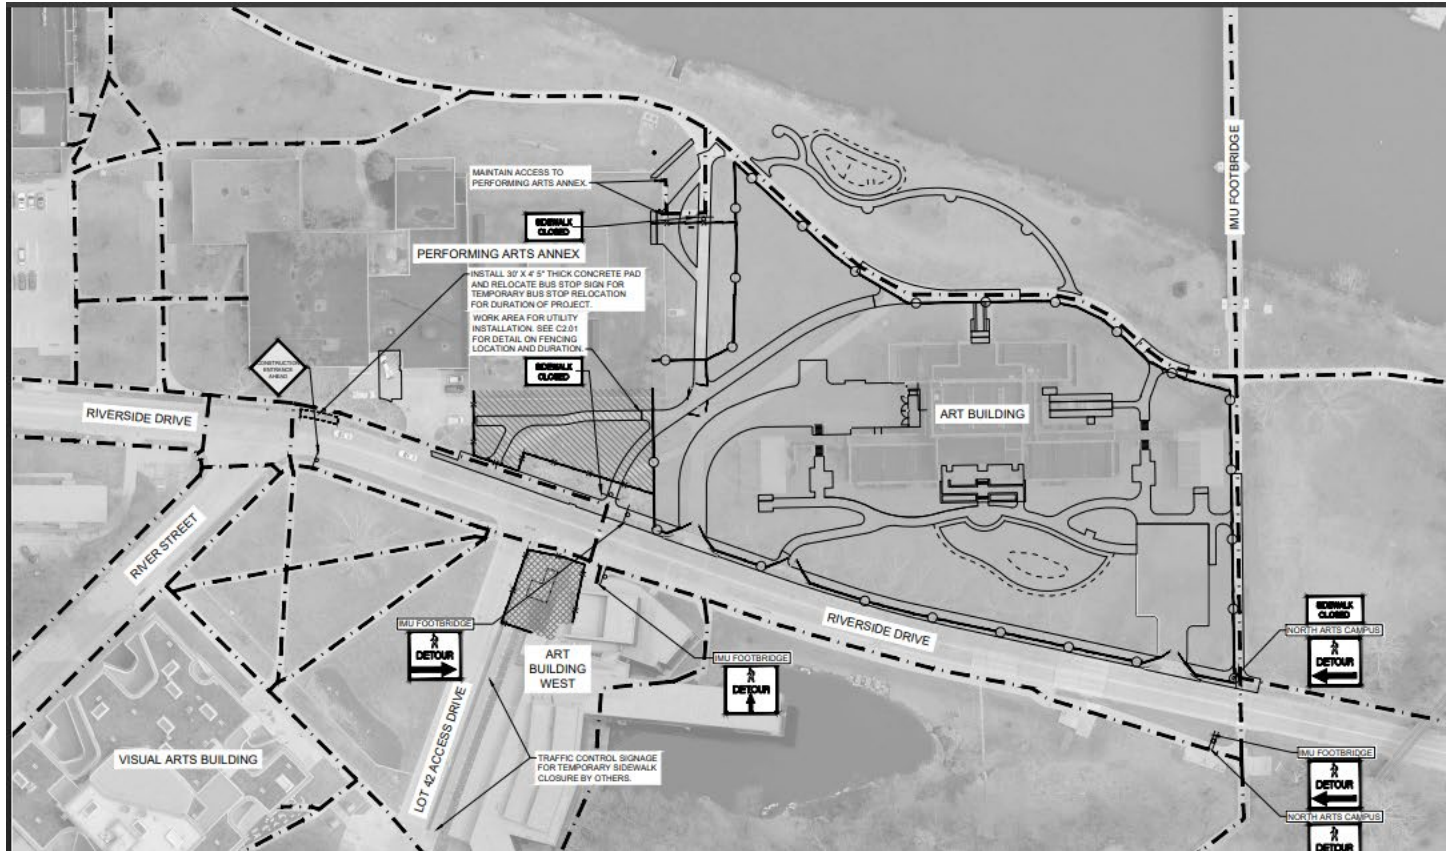 IMU FOOTBRIDGE
MAINTAIN ACCESS TO
PERFORMING ARTS ANNEX.
SIDEWALK
CLOSED
PERFORMING ARTS ANNEX
INSTALL 30' X 4' 5" THICK CONCRETE PAD
AND RELOCATE BUS STOP SIGN FOR
TEMPORARY BUS STOP RELOCATION
FOR DURATION OF PROJECT.
WORK AREA FOR UTILITY
INSTALLATION. SEE C2.01
FOR DETAIL ON FENCING
LOCATION AND DURATION.
SIDEWALK
CLOSED
CONSTRUCTION
ENTRANCE
AHEAD
RIVERSIDE DRIVE
ART BUILDING
RIVER STREET
RIVERSIDE DRIVE
IMU FOOTBRIDGE
DETOUR
ART
BUILDING
WEST
IMU FOOTBRIDGE
DETOUR
SIDEWALK
CLOSED
NORTH ARTS CAMPUS
DETOUR
LOT 42 ACCESS DRIVE
VISUAL ARTS BUILDING
TRAFFIC CONTROL SIGNAGE
FOR TEMPORARY SIDEWALK
CLOSURE BY OTHERS.
IMU FOOTBRIDGE
DETOUR
NORTH ARTS CAMPUS
DETOUR